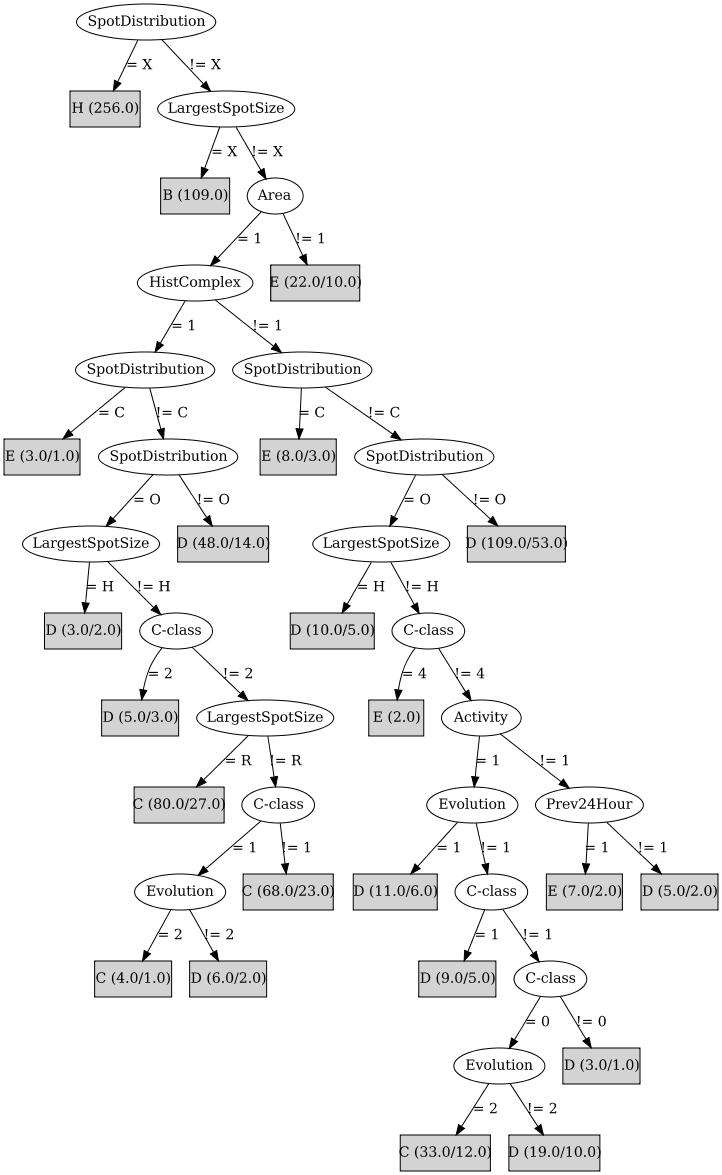 SpotDistribution
= X
!= X
H (256.0)
LargestSpotSize
= X
!= X
B (109.0)
Area
= 1
!= 1
HistComplex
E (22.0/10.0)
= 1
!= 1
SpotDistribution
SpotDistribution
= C
!= C
= C
!= C
E (3.0/1.0)
SpotDistribution
E (8.0/3.0)
SpotDistribution
= O
!= O
= O
!= O
LargestSpotSize
D (48.0/14.0)
LargestSpotSize
D (109.0/53.0)
= H
!= H
= H
!= H
D (3.0/2.0)
C-class
D (10.0/5.0)
C-class
= 2
!= 2
= 4
!= 4
D (5.0/3.0)
LargestSpotSize
E (2.0)
Activity
= R
!= R
= 1
!= 1
C (80.0/27.0)
C-class
Evolution
Prev24Hour
= 1
!= 1
= 1
!= 1
= 1
!= 1
Evolution
C (68.0/23.0)
D (11.0/6.0)
C-class
E (7.0/2.0)
D (5.0/2.0)
= 2
!= 2
= 1
!= 1
C (4.0/1.0)
D (6.0/2.0)
D (9.0/5.0)
C-class
= 0
!= 0
Evolution
D (3.0/1.0)
= 2
!= 2
C (33.0/12.0)
D (19.0/10.0)